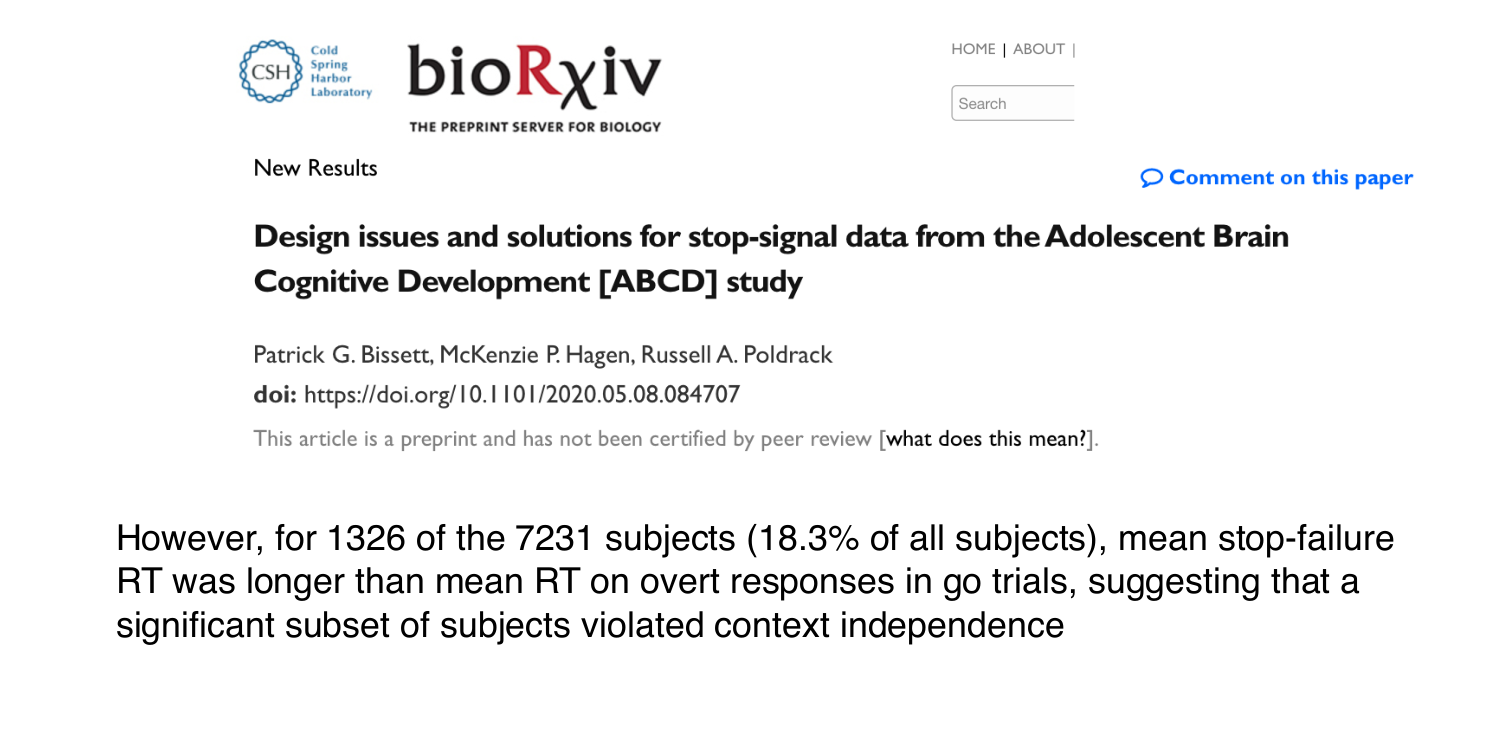 CSH
Cold
Spring
Harbor
Laboratory
bioRxiv
THE PREPRINT SERVER FOR BIOLOGY
HOME | ABOUT |
Search
New Results
Comment on this paper
Design issues and solutions for stop-signal data from the Adolescent Brain
Cognitive Development [ABCD] study
Patrick G. Bissett, McKenzie P. Hagen, Russell A. Poldrack
doi: https://doi.org/10.1101/2020.05.08.084707
This article is a preprint and has not been certified by peer review [what does this mean?].
However, for 1326 of the 7231 subjects (18.3% of all subjects), mean stop-failure
RT was longer than mean RT on overt responses in go trials, suggesting that a
significant subset of subjects violated context independence